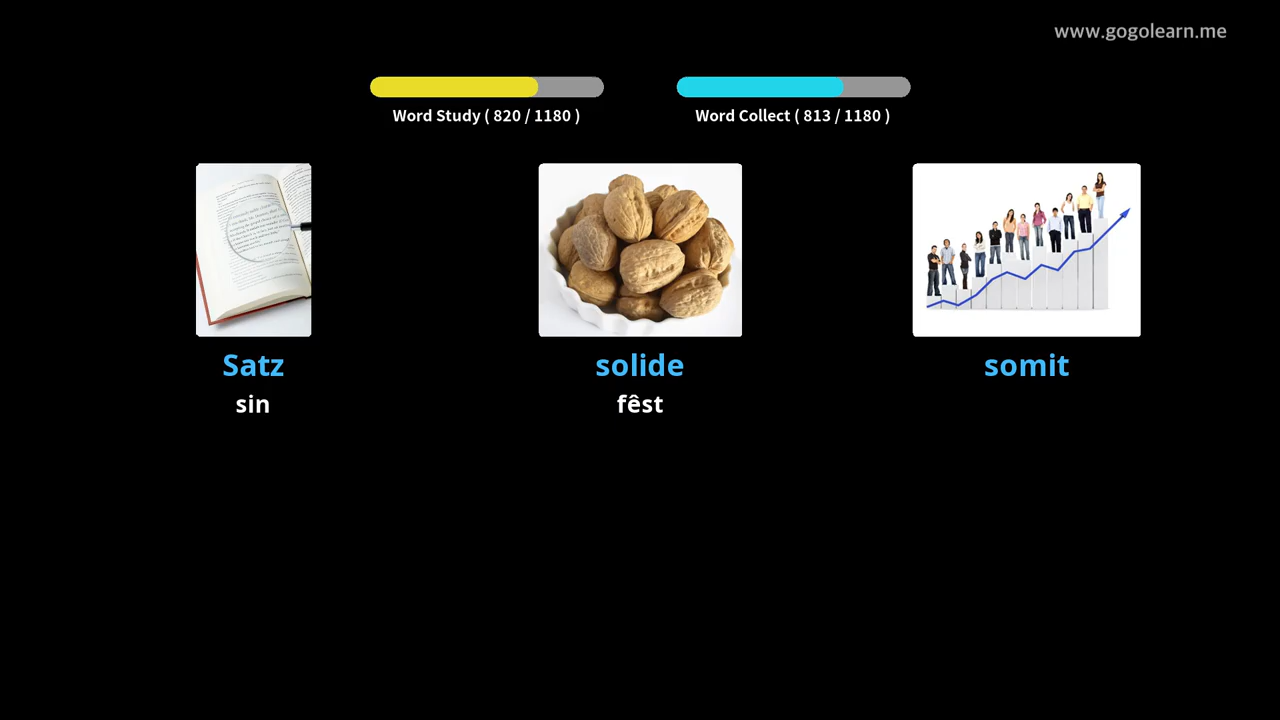 www.gogolearn.me
Word Study ( 820 / 1180 )
Word Collect ( 813 / 1180 )
Satz
sin
solide
fêst
somit